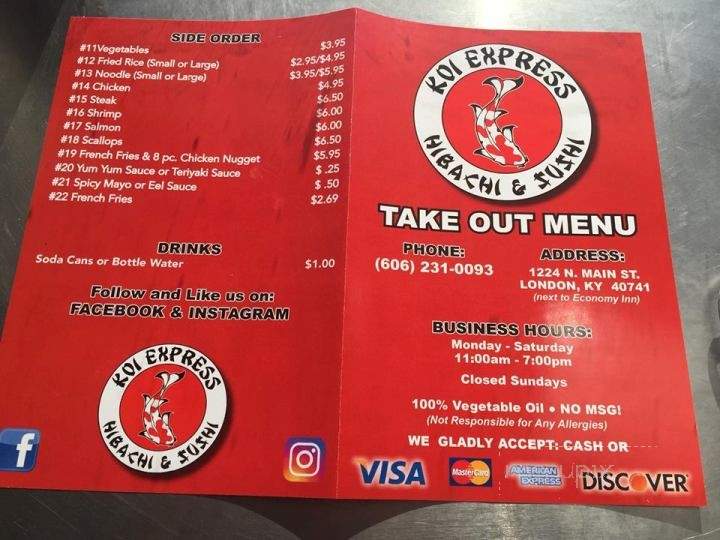 SIDE ORDER
#11Vegetables $3.95
#12 Fried Rice (Small or Large) $2.95/$4.95
#13 Noodle (Small or Large) $3.95/$5.95
#14 Chicken $4.95
#15 Steak $6.50
#16 Shrimp $6.00
#17 Salmon $6.00
#18 Scallops $6.50
#19 French Fries & 8 pc. Chicken Nugget $5.95
#20 Yum Yum Sauce or Teriyaki Sauce $ .25
#21 Spicy Mayo or Eel Sauce $ .50
#22 French Fries $2.69
DRINKS
Soda Cans or Bottle Water $1.00
Follow and Like us on:
FACEBOOK & INSTAGRAM
KOI EXPRESS
HIBACHI & SUSHI
f
KOI EXPRESS
HIBACHI & SUSHI
TAKE OUT MENU
PHONE:
(606) 231-0093
ADDRESS:
1224 N. MAIN ST.
LONDON, KY 40741
(next to Economy Inn)
BUSINESS HOURS:
Monday - Saturday
11:00am - 7:00pm
Closed Sundays
100% Vegetable Oil • NO MSG!
(Not Responsible for Any Allergies)
WE GLADLY ACCEPT: CASH OR
VISA MasterCard AMERICAN EXPRESS DISCOVER